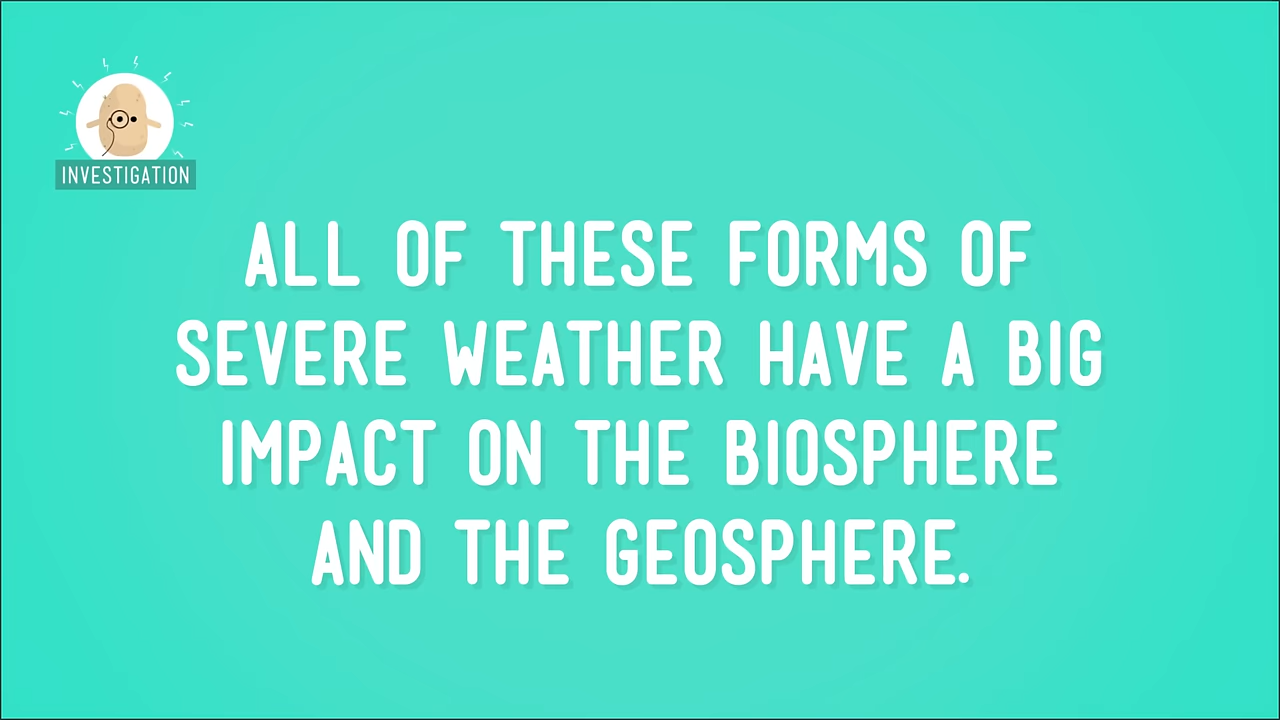 INVESTIGATION
ALL OF THESE FORMS OF
SEVERE WEATHER HAVE A BIG
IMPACT ON THE BIOSPHERE
AND THE GEOSPHERE.